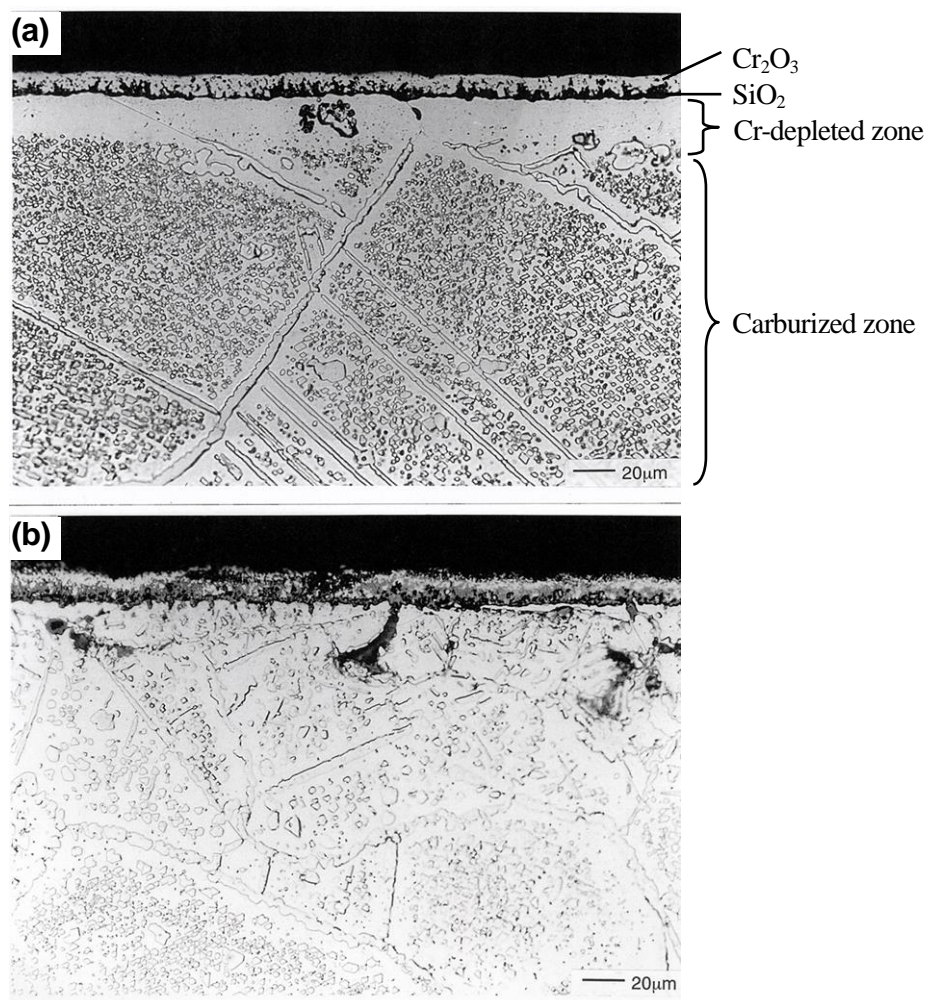 (a)
Cr₂O₃
SiO₂
Cr-depleted zone
Carburized zone
20μm
(b)
20μm